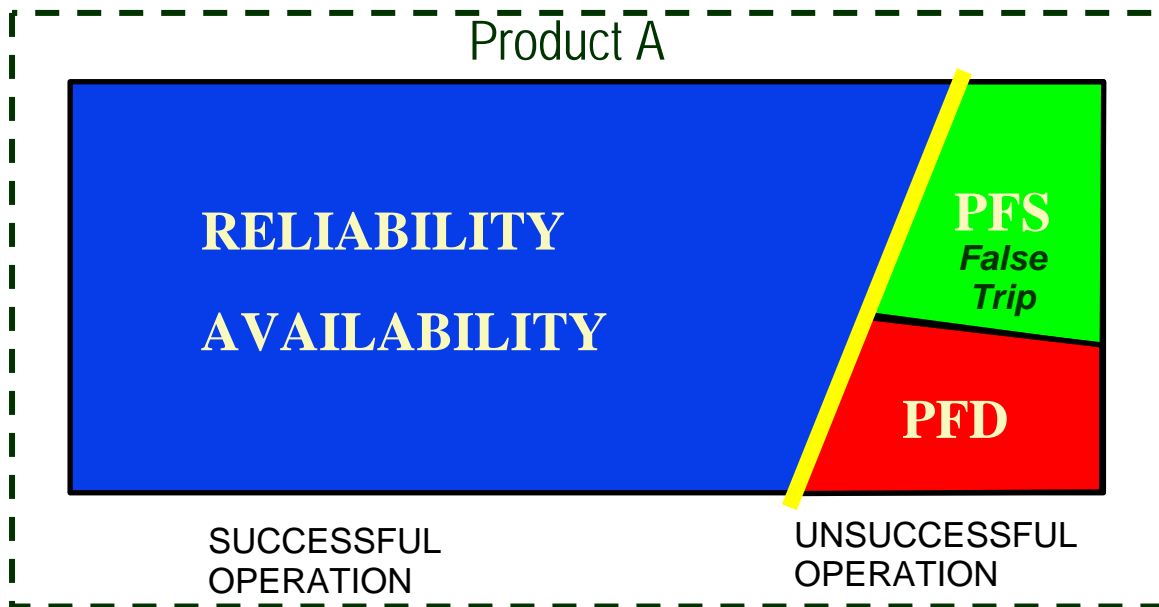 Product A
RELIABILITY
AVAILABILITY
PFS
False
Trip
PFD
SUCCESSFUL
OPERATION
UNSUCCESSFUL
OPERATION